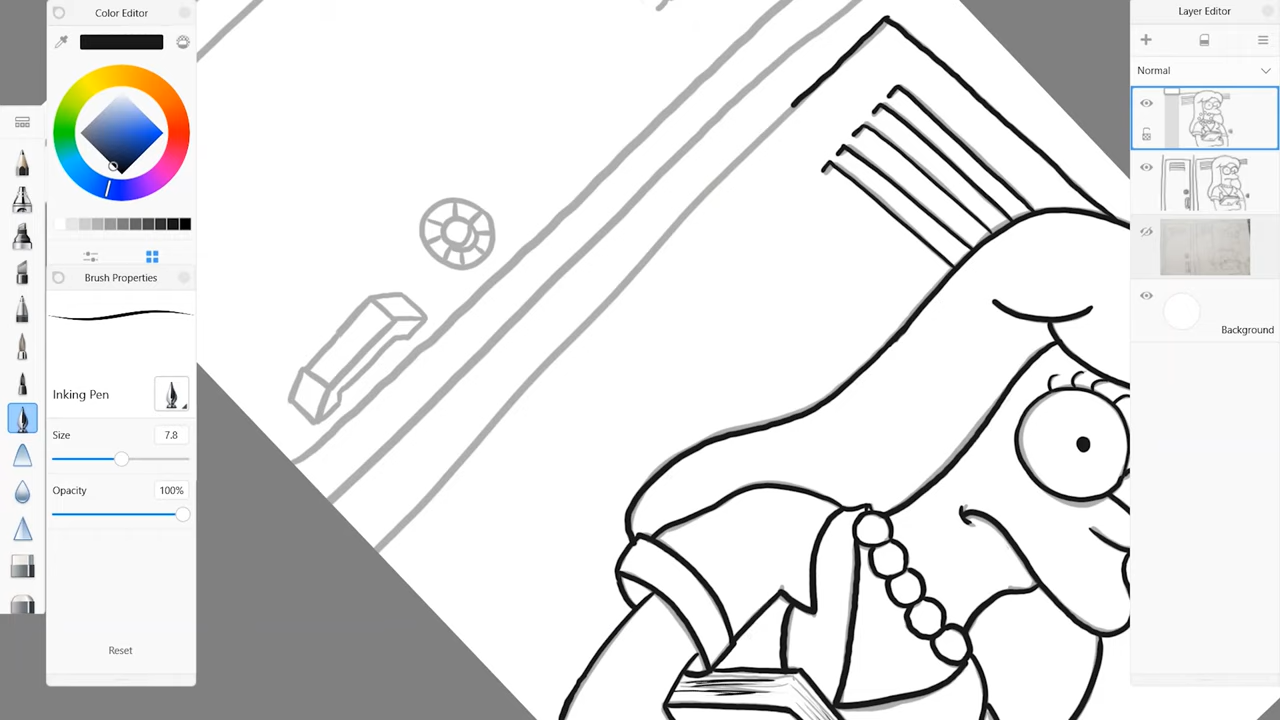 Color Editor
Brush Properties
Inking Pen
Size 7.8
Opacity 100%
Reset
Layer Editor
Normal
Background